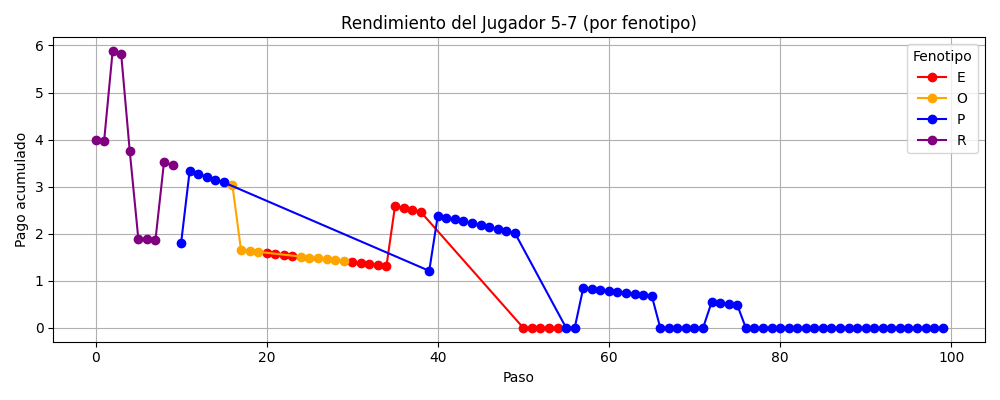 Rendimiento del Jugador 5-7 (por fenotipo)
Pago acumulado
6
5
4
3
2
1
0
Fenotipo
E
O
P
R
0 20 40 60 80 100
Paso